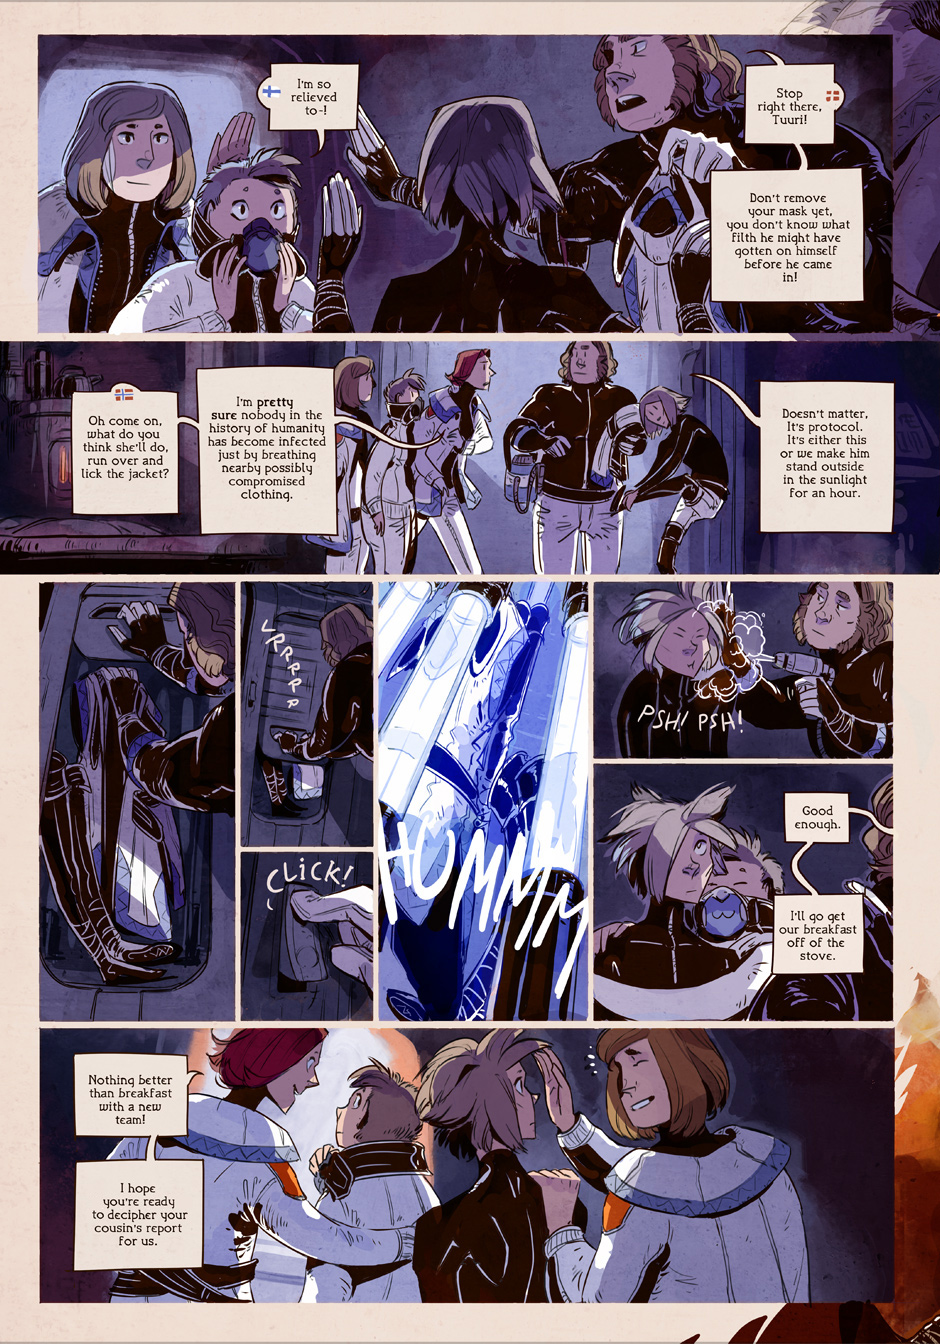 I'm so
relieved
to-!
Stop
right there,
Tuuri!
Don't remove
your mask yet,
you don't know what
filth he might have
gotten on himself
before he came
in!
Oh come on,
what do you
think she'll do,
run over and
lick the jacket?
I'm pretty
sure nobody in the
history of humanity
has become infected
just by breathing
nearby possibly
compromised
clothing.
Doesn't matter,
It's protocol.
It's either this
or we make him
stand outside
in the sunlight
for an hour.
VRRRRP
CLICK!
HUMMMM
PSH! PSH!
Good
enough.
I'll go get
our breakfast
off of the
stove.
Nothing better
than breakfast
with a new
team!
I hope
you're ready
to decipher your
cousin's report
for us.